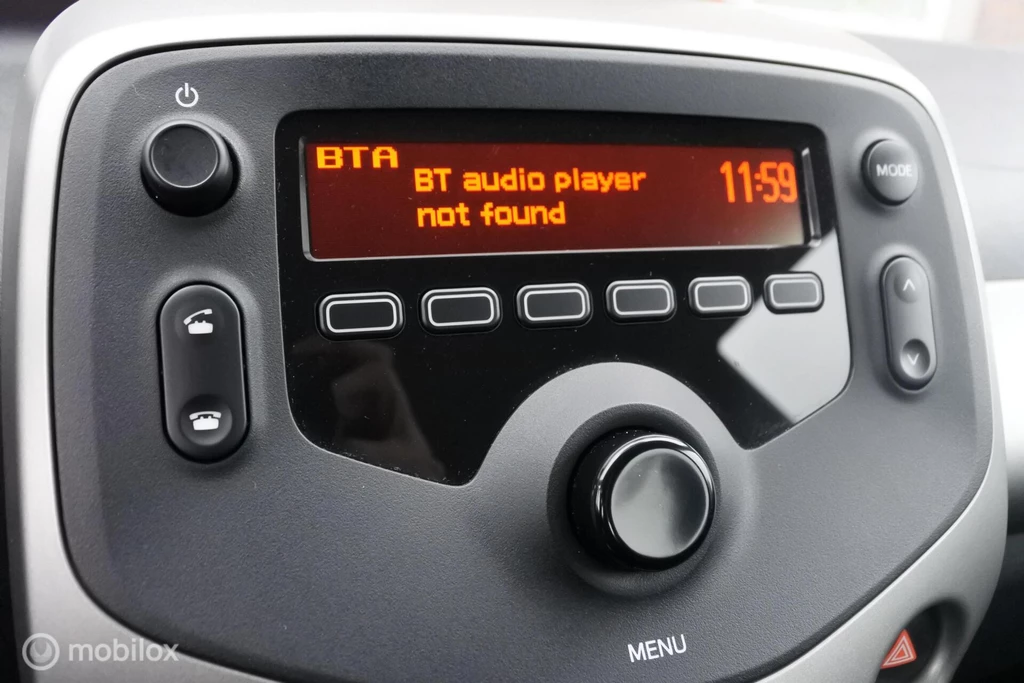 BTA
BT audio player
not found
11:59
MODE
MENU
mobilox